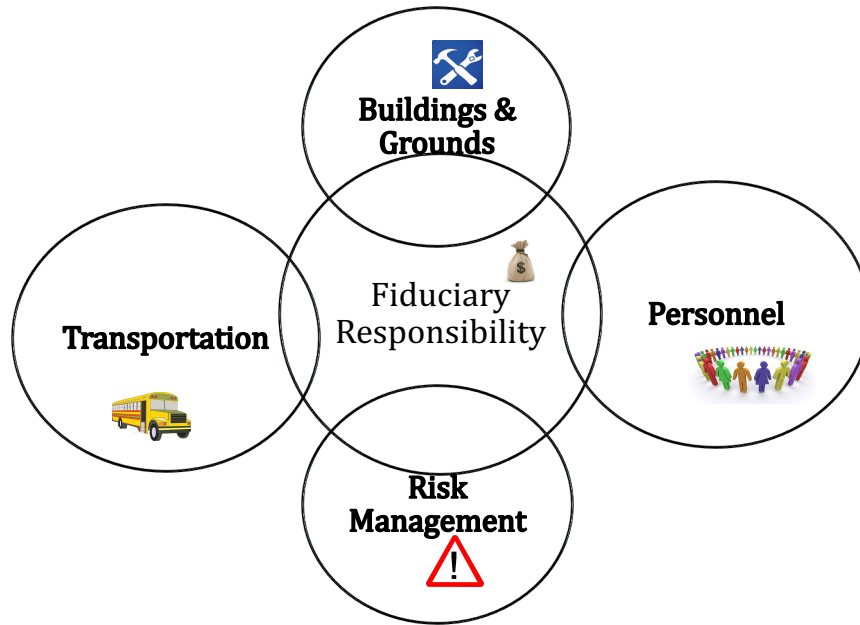 Buildings &
Grounds
Fiduciary
Responsibility
Transportation
Personnel
Risk
Management
$
!